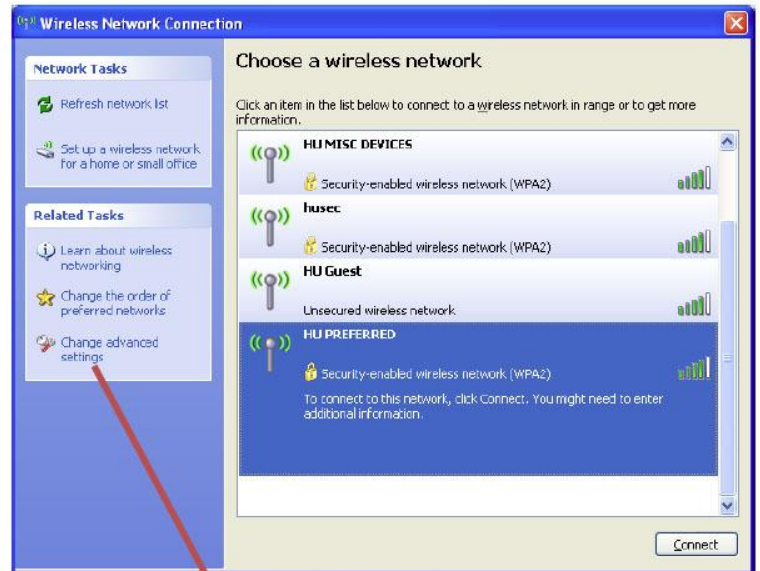 Wireless Network Connection
Network Tasks
Refresh network list
Set up a wireless network
for a home or small office
Related Tasks
Learn about wireless
networking
Change the order of
preferred networks
Change advanced
settings
Choose a wireless network
Click an item in the list below to connect to a wireless network in range or to get more
information.
HU MISC DEVICES
Security-enabled wireless network (WPA2)
husec
Security-enabled wireless network (WPA2)
HU Guest
Unsecured wireless network
HU PREFERRED
Security-enabled wireless network (WPA2)
To connect to this network, click Connect. You might need to enter
additional information.
Connect